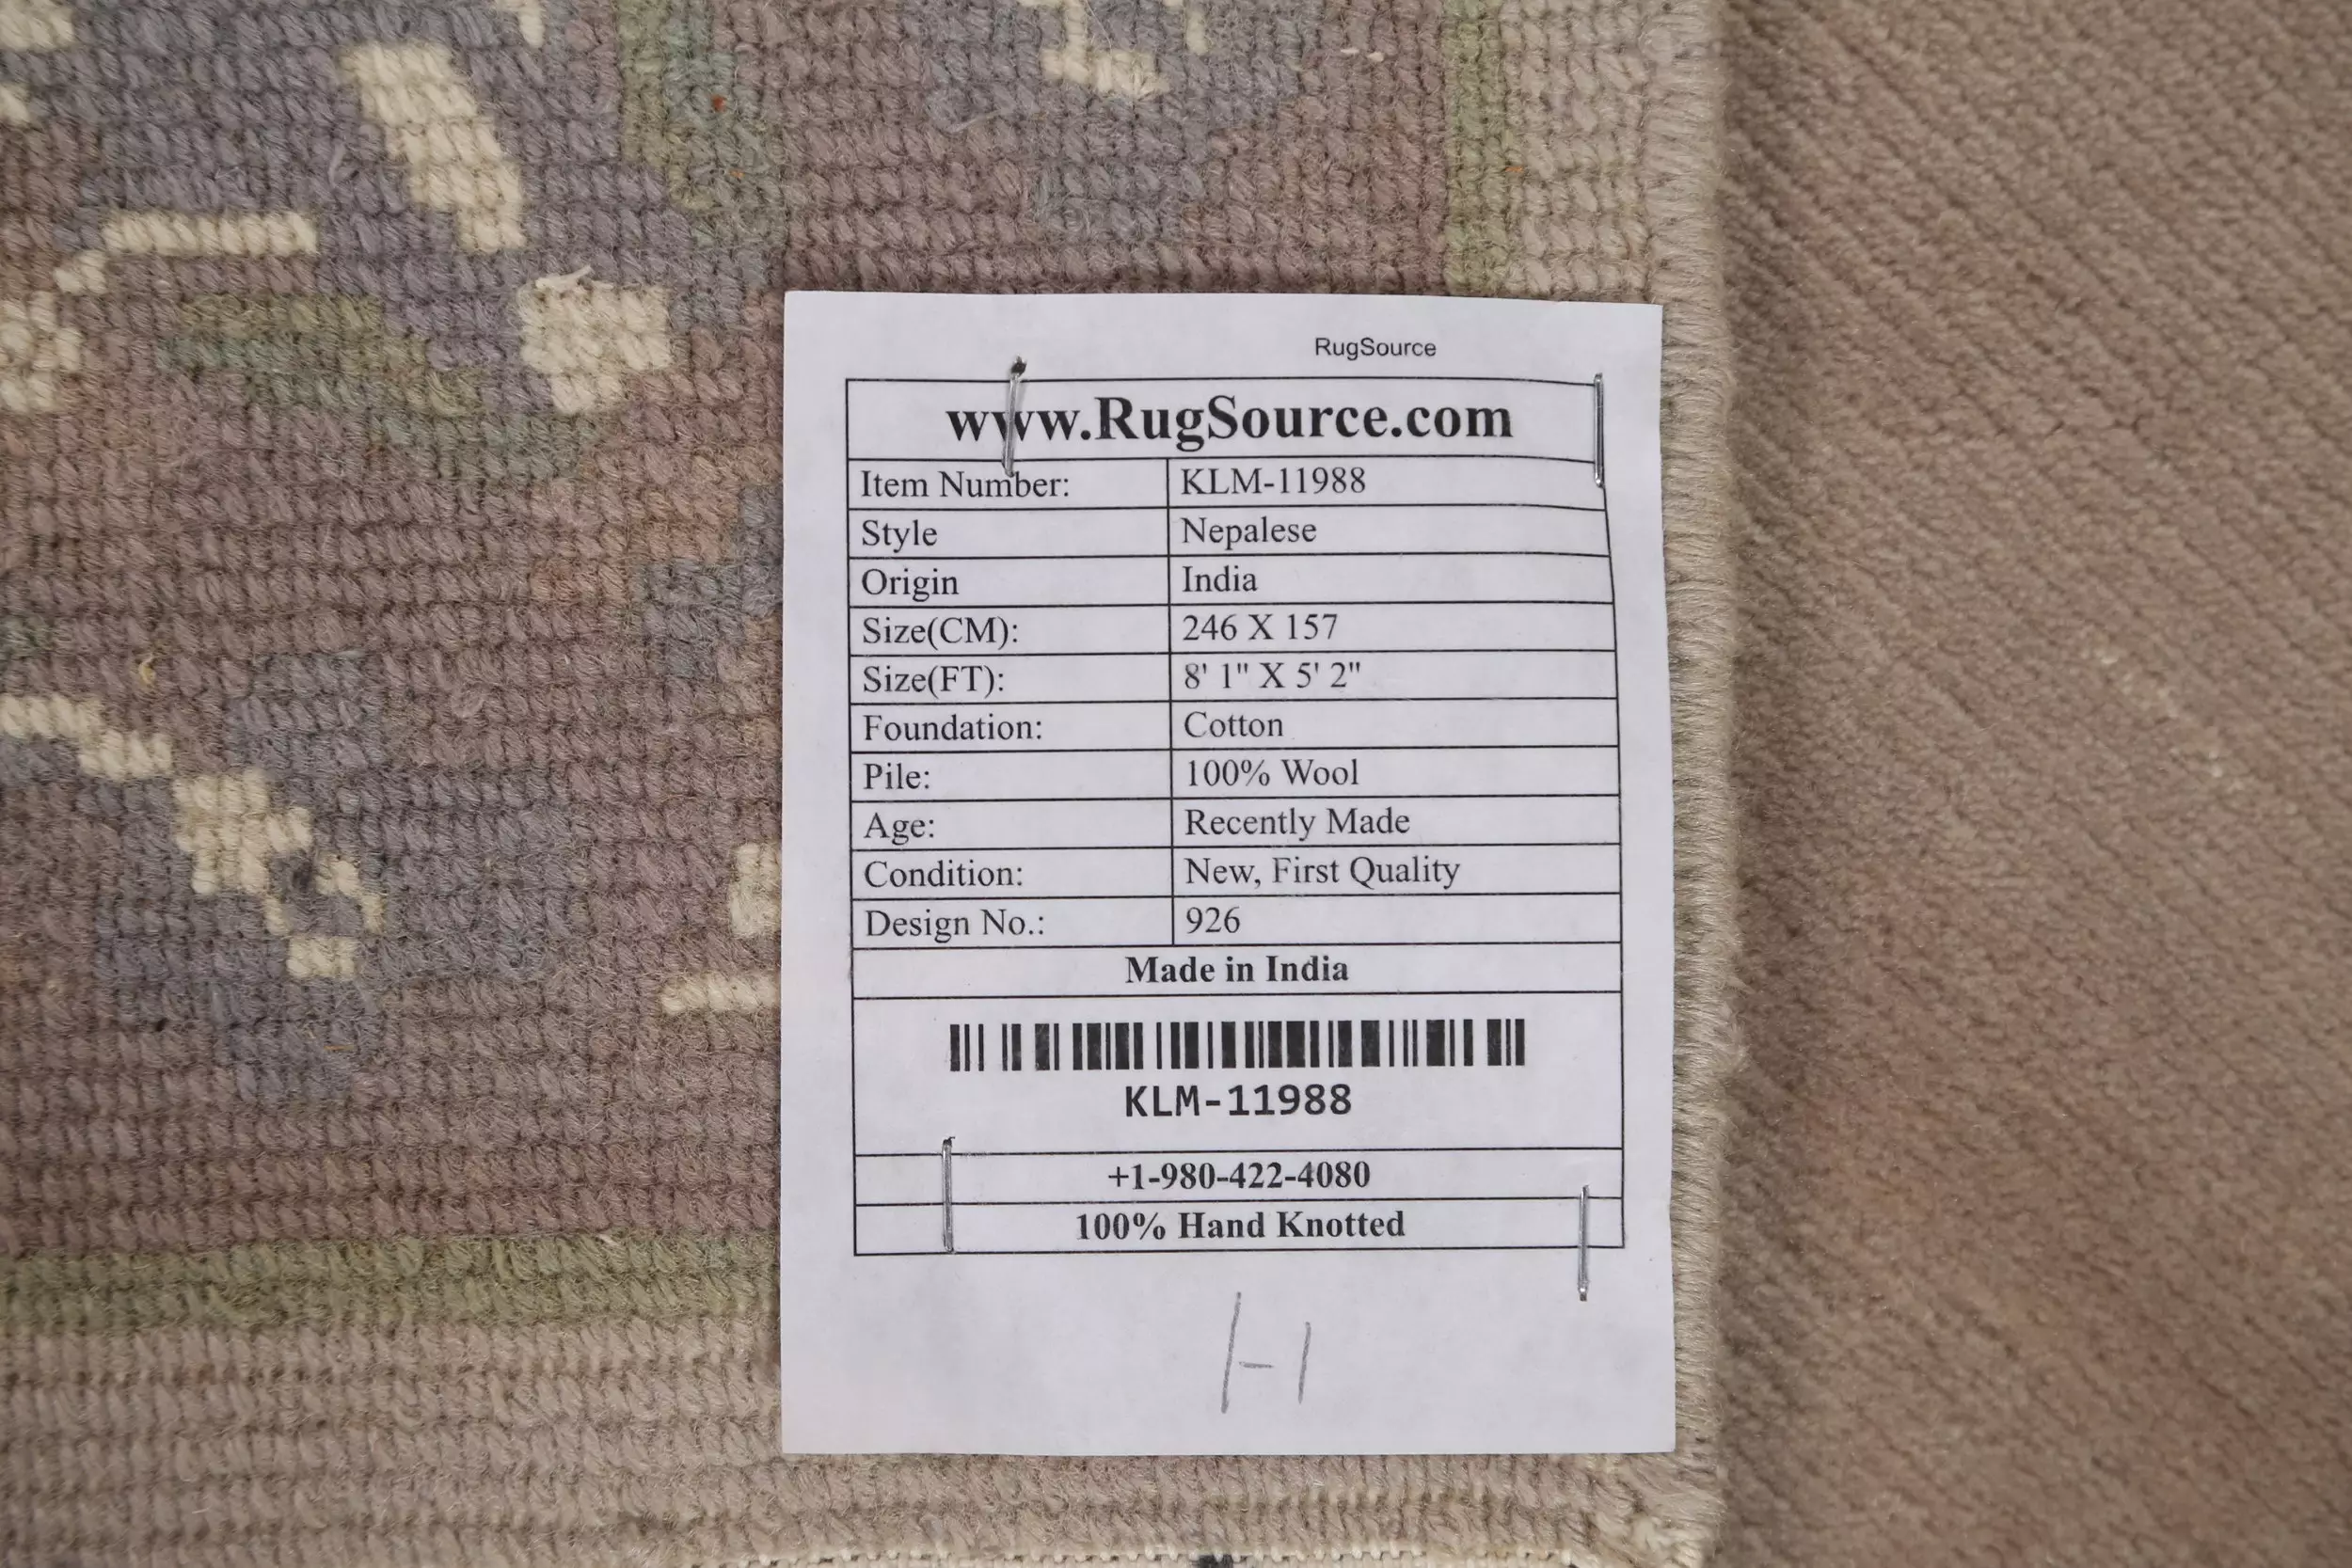 RugSource
www.RugSource.com
Item Number: KLM-11988
Style Nepalese
Origin India
Size(CM): 246 X 157
Size(FT): 8' 1" X 5' 2"
Foundation: Cotton
Pile: 100% Wool
Age: Recently Made
Condition: New, First Quality
Design No.: 926
Made in India
KLM-11988
+1-980-422-4080
100% Hand Knotted
H